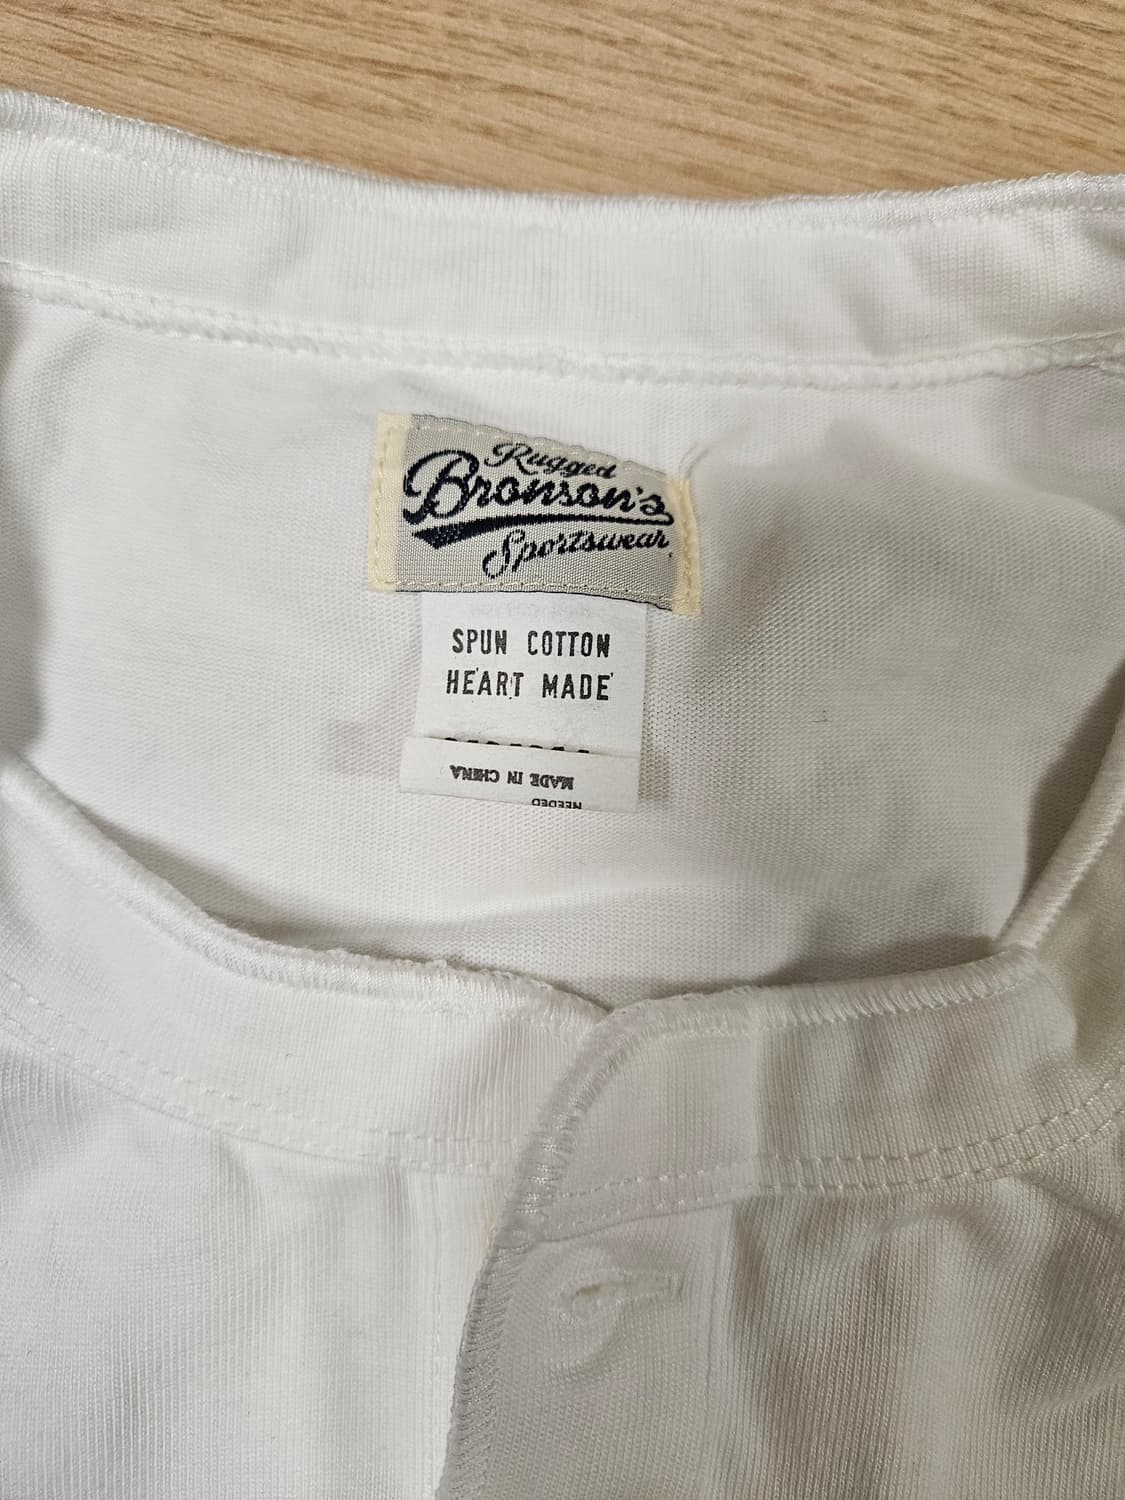 Rugged
Bronson's
Sportswear
SPUN COTTON
HEART MADE
MADE IN CHINA
NEEDED